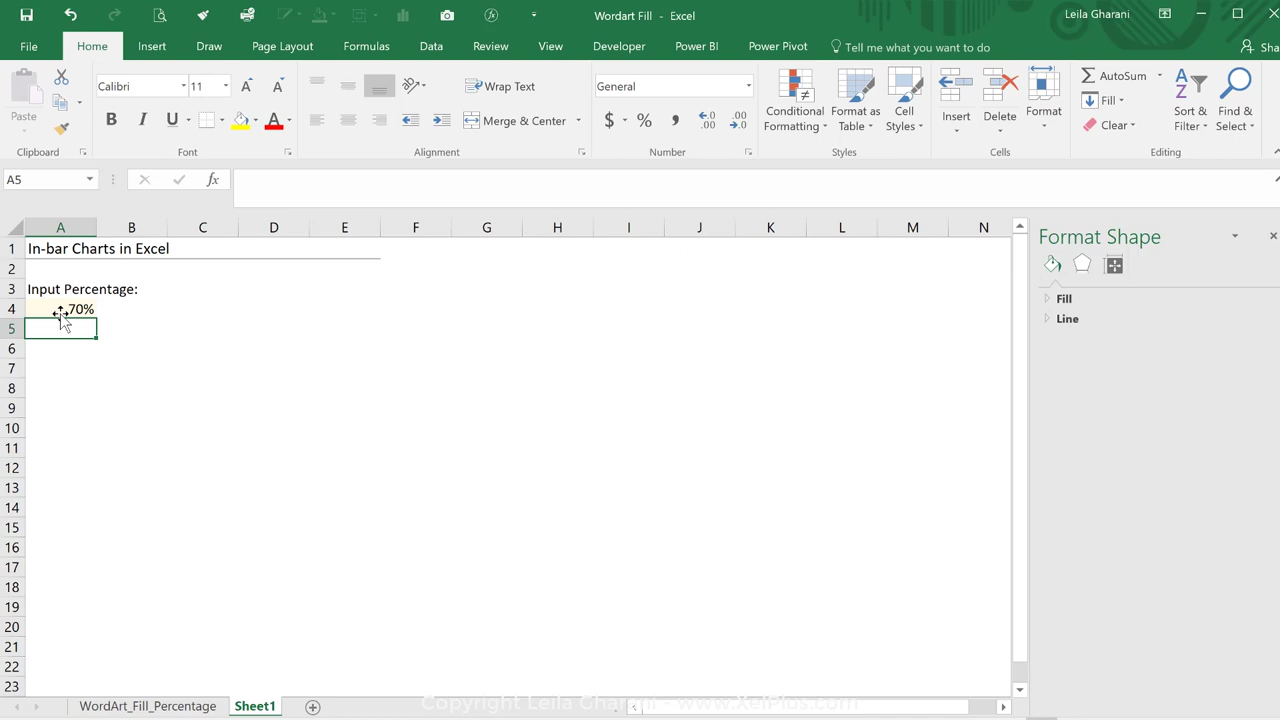 Wordart Fill - Excel
Leila Gharani
File Home Insert Draw Page Layout Formulas Data Review View Developer Power BI Power Pivot Tell me what you want to do Sha
Paste
Clipboard
Calibri 11
B I U A
Font
Wrap Text
Merge & Center
Alignment
General
$ % ,
Number
Conditional Formatting
Format as Table
Cell Styles
Styles
Insert
Delete
Format
Cells
AutoSum
Fill
Clear
Sort & Filter
Find & Select
Editing
A5 fx
A B C D E F G H I J K L M N
1 In-bar Charts in Excel
2
3 Input Percentage:
4 70%
5
6
7
8
9
10
11
12
13
14
15
16
17
18
19
20
21
22
23
Format Shape
Fill
Line
WordArt_Fill_Percentage Sheet1
Copyright Leila Gharani - www.XelPlus.com